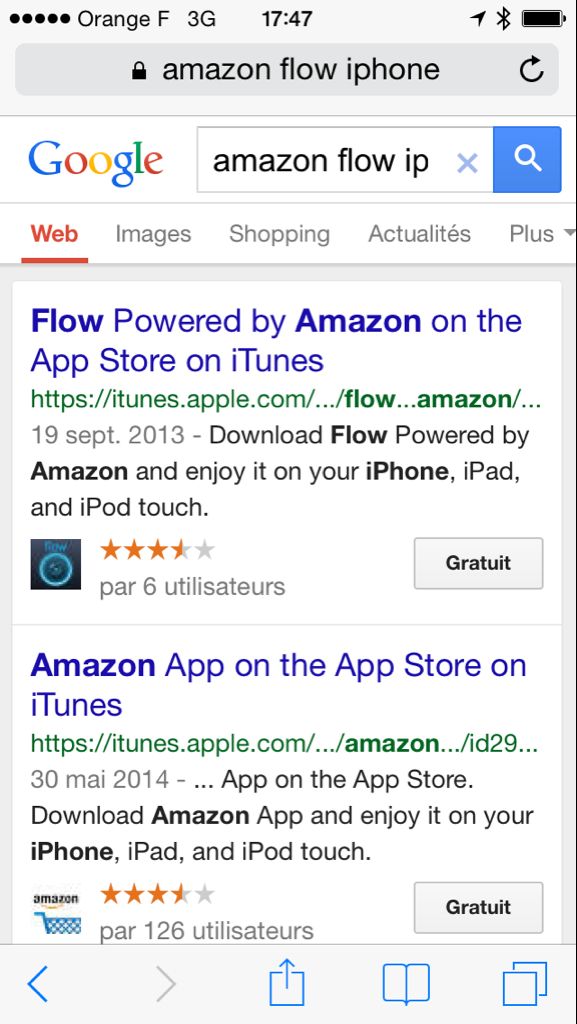 Orange F 3G 17:47
amazon flow iphone
Google amazon flow ip
Web Images Shopping Actualités Plus
Flow Powered by Amazon on the
App Store on iTunes
https://itunes.apple.com/.../flow...amazon/...
19 sept. 2013 - Download Flow Powered by
Amazon and enjoy it on your iPhone, iPad,
and iPod touch.
flow
Gratuit
par 6 utilisateurs
Amazon App on the App Store on
iTunes
https://itunes.apple.com/.../amazon.../id29...
30 mai 2014 - ... App on the App Store.
Download Amazon App and enjoy it on your
iPhone, iPad, and iPod touch.
amazon
Gratuit
par 126 utilisateurs